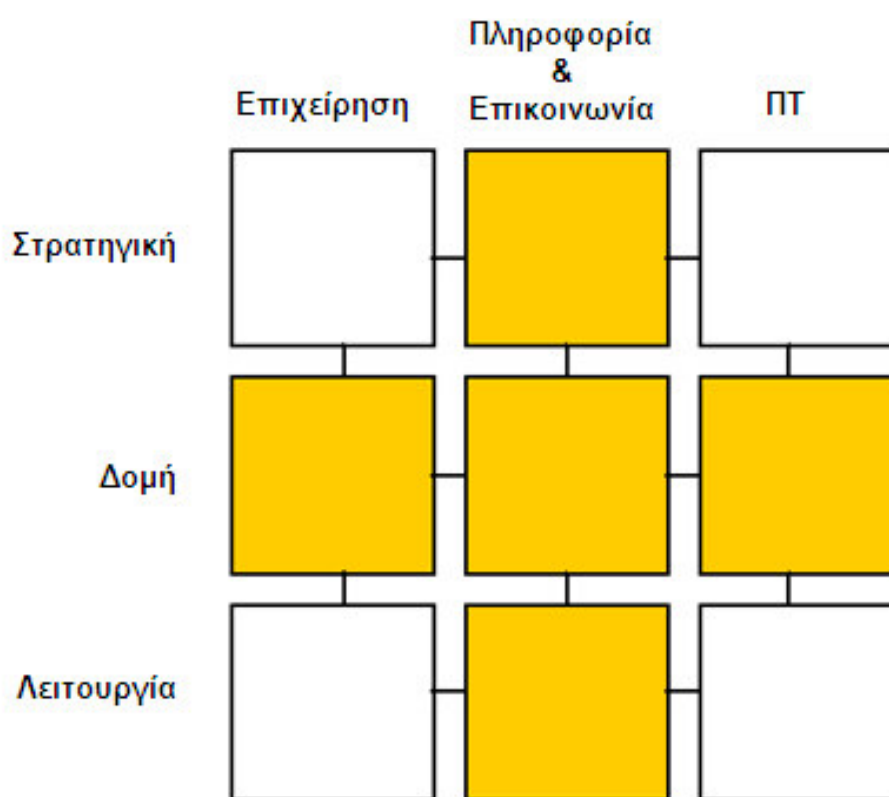 Πληροφορία
&
Επιχείρηση Επικοινωνία ΠΤ
Στρατηγική
Δομή
Λειτουργία